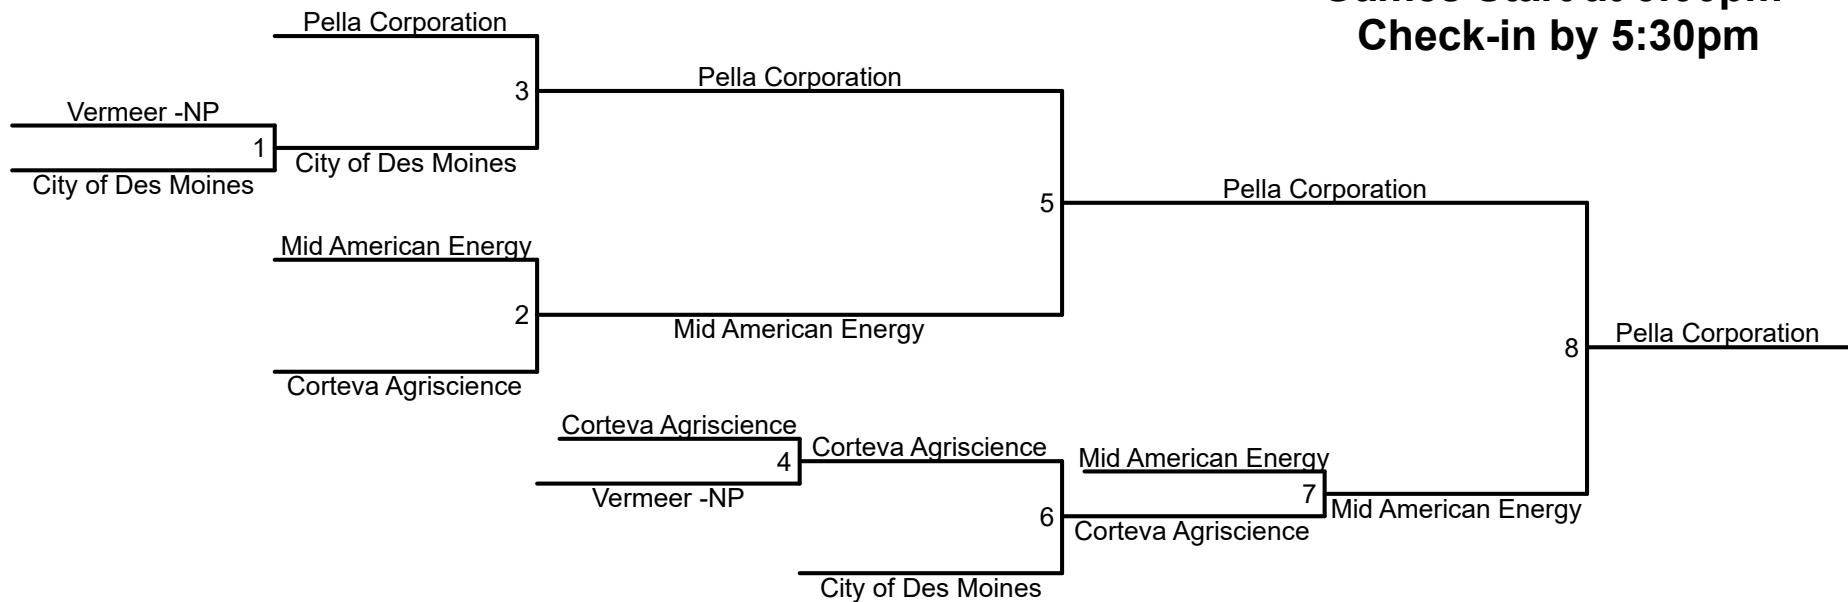 Check-in by 5:30pm
Pella Corporation
3
Pella Corporation
Vermeer -NP
1
City of Des Moines
City of Des Moines
Pella Corporation
5
Mid American Energy
2
Mid American Energy
Corteva Agriscience
Pella Corporation
8
Corteva Agriscience
4
Corteva Agriscience
Vermeer -NP
Mid American Energy
7
Mid American Energy
6
Corteva Agriscience
City of Des Moines